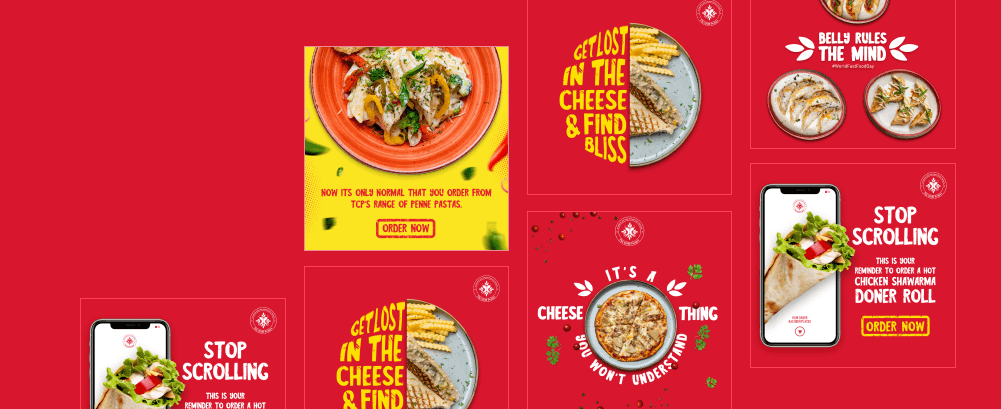 NOW ITS ONLY NORMAL THAT YOU ORDER FROM
TCP'S RANGE OF PENNE PASTAS.
ORDER NOW
GET LOST
IN THE
CHEESE
& FIND
BLISS
BELLY RULES
THE MIND
#WorldFastFoodDay
STOP
SCROLLING
THIS IS YOUR
REMINDER TO ORDER A HOT
CHICKEN SHAWARMA
DONER ROLL
ORDER NOW
IT'S A
CHEESE THING
YOU WON'T UNDERSTAND
GET LOST
IN THE
CHEESE
& FIND
STOP
SCROLLING
THIS IS YOUR
REMINDER TO ORDER A HOT